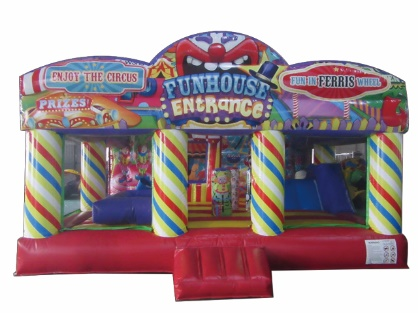 ENJOY THE CIRCUS
PRIZES!
FUNHOUSE
ENTRANCE
FUN IN FERRIS WHEEL